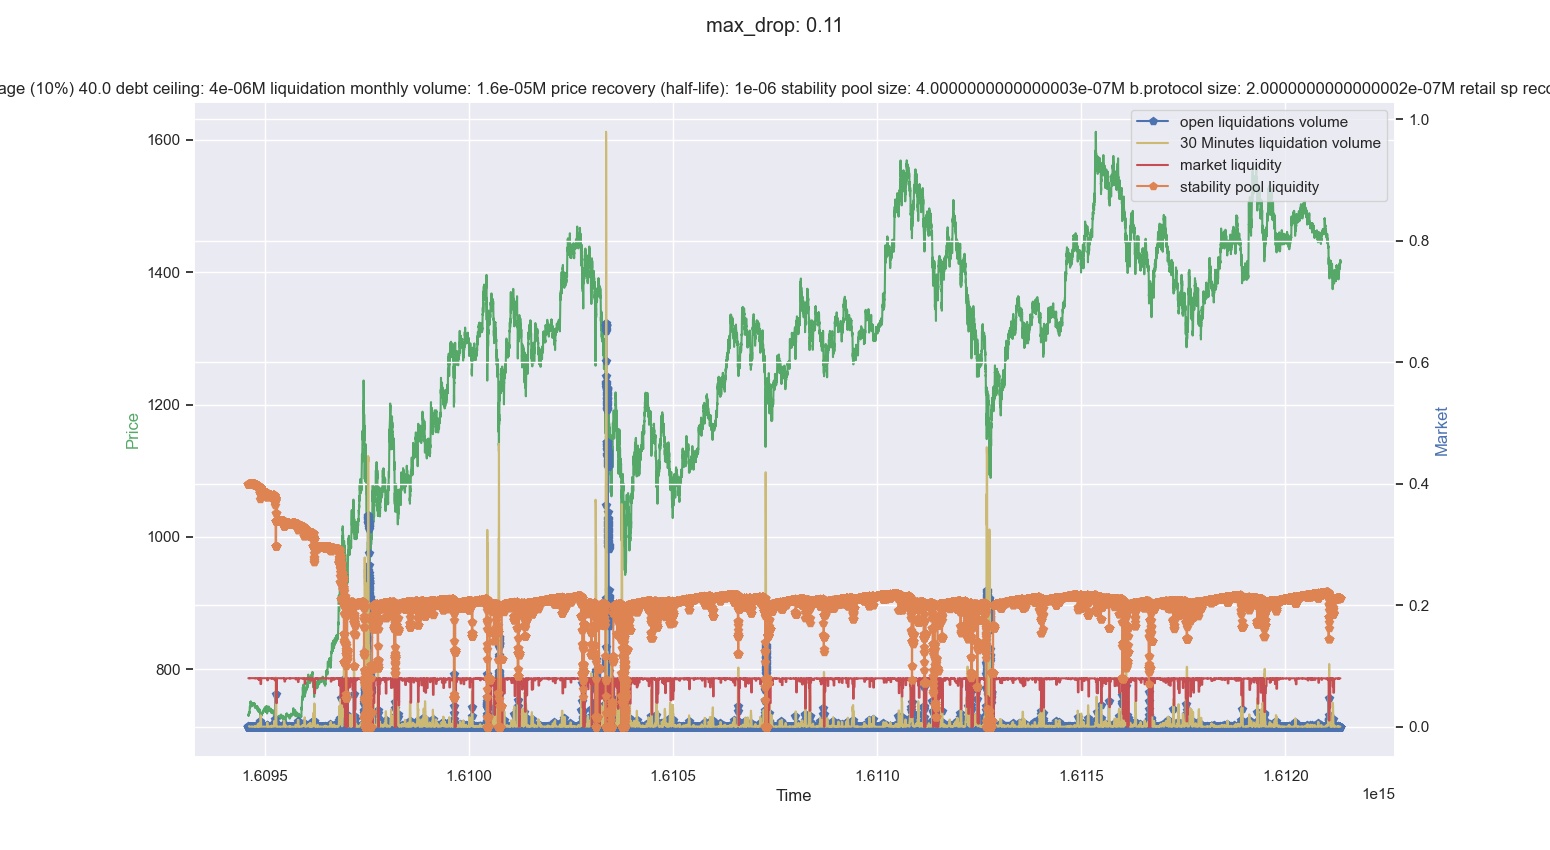 max_drop: 0.11
age (10%) 40.0 debt ceiling: 4e-06M liquidation monthly volume: 1.6e-05M price recovery (half-life): 1e-06 stability pool size: 4.0000000000000003e-07M b.protocol size: 2.0000000000000002e-07M retail sp reco
open liquidations volume
30 Minutes liquidation volume
market liquidity
stability pool liquidity
1600
1400
1200
1000
800
Price
1.0
0.8
0.6
0.4
0.2
0.0
Market
1.6095 1.6100 1.6105 1.6110 1.6115 1.6120
1e15
Time